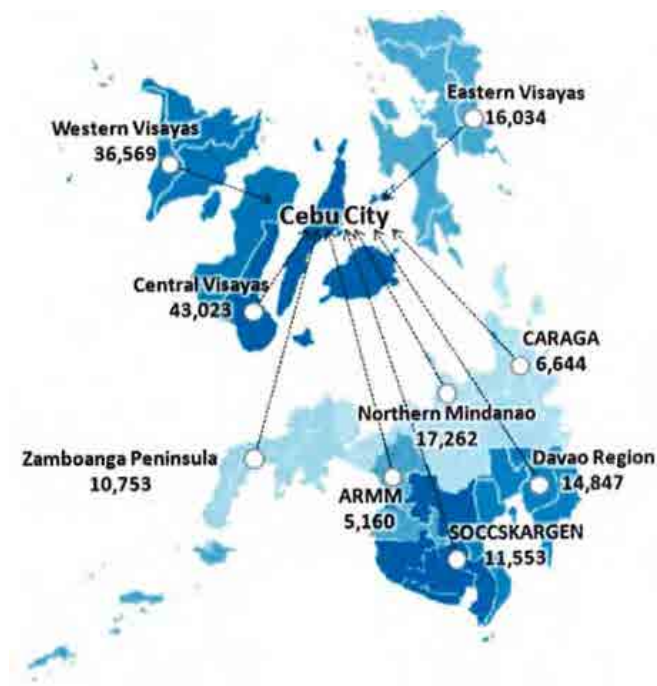 Eastern Visayas
16,034
Western Visayas
36,569
Cebu City
Central Visayas
43,023
CARAGA
6,644
Northern Mindanao
17,262
Zamboanga Peninsula
10,753
Davao Region
14,847
ARMM
5,160
SOCCSKARGEN
11,553